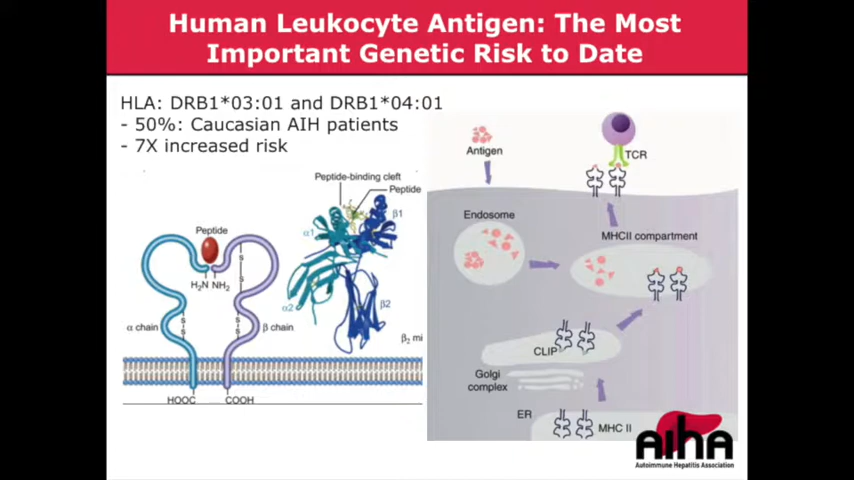 Human Leukocyte Antigen: The Most
Important Genetic Risk to Date
HLA: DRB1*03:01 and DRB1*04:01
- 50%: Caucasian AIH patients
- 7X increased risk
Peptide-binding cleft
Peptide
β1
α1
α2
β2
β₂ mi
Peptide
H₂N NH₂
S
S
S
S
S
S
α chain
β chain
HOOC
COOH
Antigen
TCR
Endosome
MHCII compartment
CLIP
Golgi
complex
ER
MHC II
AIHA
Autoimmune Hepatitis Association